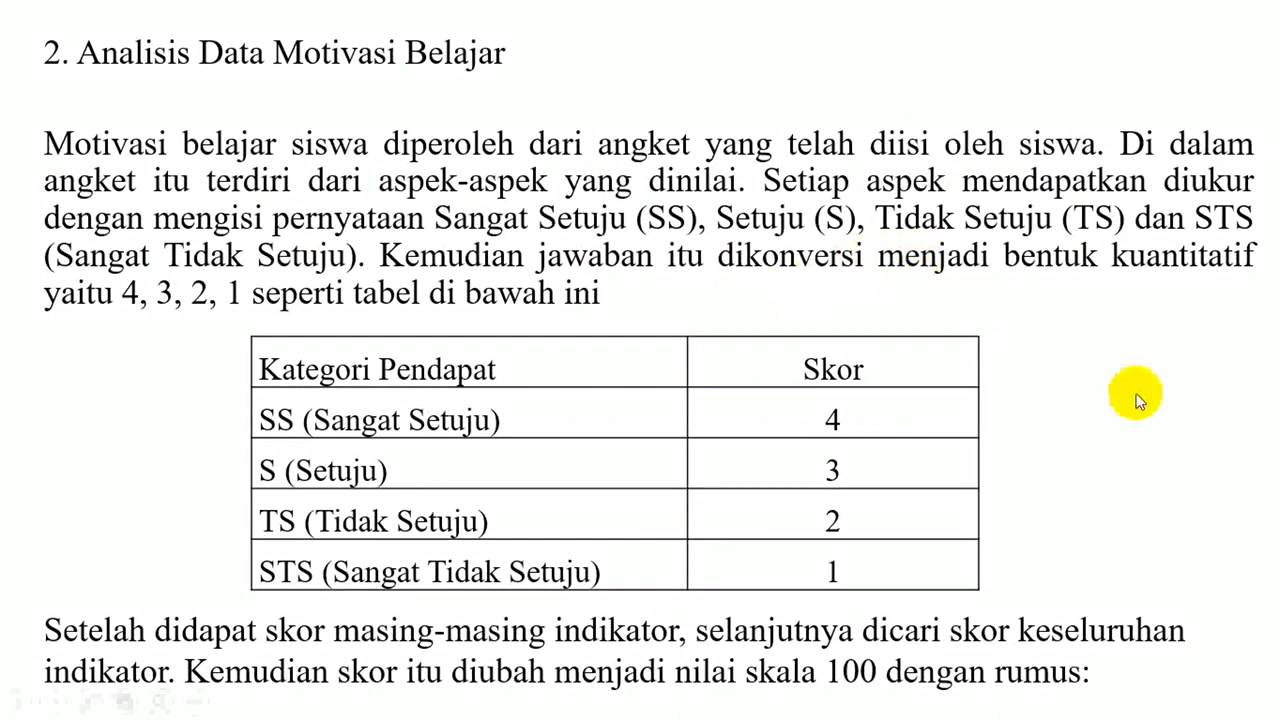 2. Analisis Data Motivasi Belajar
Motivasi belajar siswa diperoleh dari angket yang telah diisi oleh siswa. Di dalam
angket itu terdiri dari aspek-aspek yang dinilai. Setiap aspek mendapatkan diukur
dengan mengisi pernyataan Sangat Setuju (SS), Setuju (S), Tidak Setuju (TS) dan STS
(Sangat Tidak Setuju). Kemudian jawaban itu dikonversi menjadi bentuk kuantitatif
yaitu 4, 3, 2, 1 seperti tabel di bawah ini
Kategori Pendapat Skor
SS (Sangat Setuju) 4
S (Setuju) 3
TS (Tidak Setuju) 2
STS (Sangat Tidak Setuju) 1
Setelah didapat skor masing-masing indikator, selanjutnya dicari skor keseluruhan
indikator. Kemudian skor itu diubah menjadi nilai skala 100 dengan rumus: